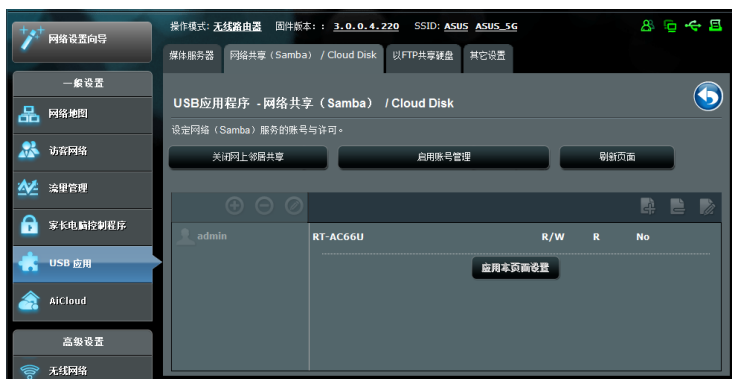 操作模式: 无线路由器 固件版本:: 3.0.0.4.220 SSID: ASUS ASUS_5G
网络设置向导
媒体服务器 网络共享（Samba） / Cloud Disk 以FTP共享硬盘 其它设置
一般设置
USB应用程序 - 网络共享（Samba） / Cloud Disk
网络地图
设定网络（Samba）服务的账号与许可。
访客网络
关闭网上邻居共享 启用账号管理 刷新页面
流量管理
家长电脑控制程序
admin RT-AC66U R/W R No
USB 应用
应用本页面设置
AiCloud
高级设置
无线网络